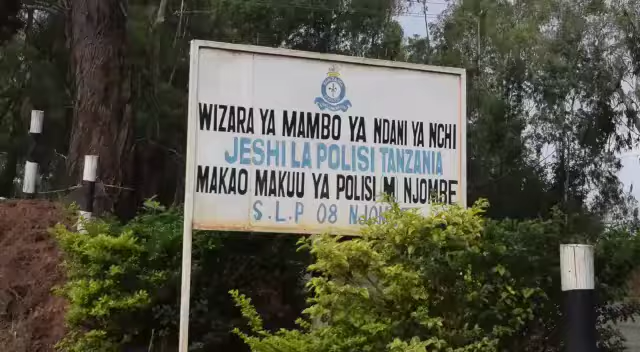 WIZARA YA MAMBO YA NDANI YA NCHI
JESHI LA POLISI TANZANIA
MAKAO MAKUU YA POLISI M NJOMBE
S.L.P 08